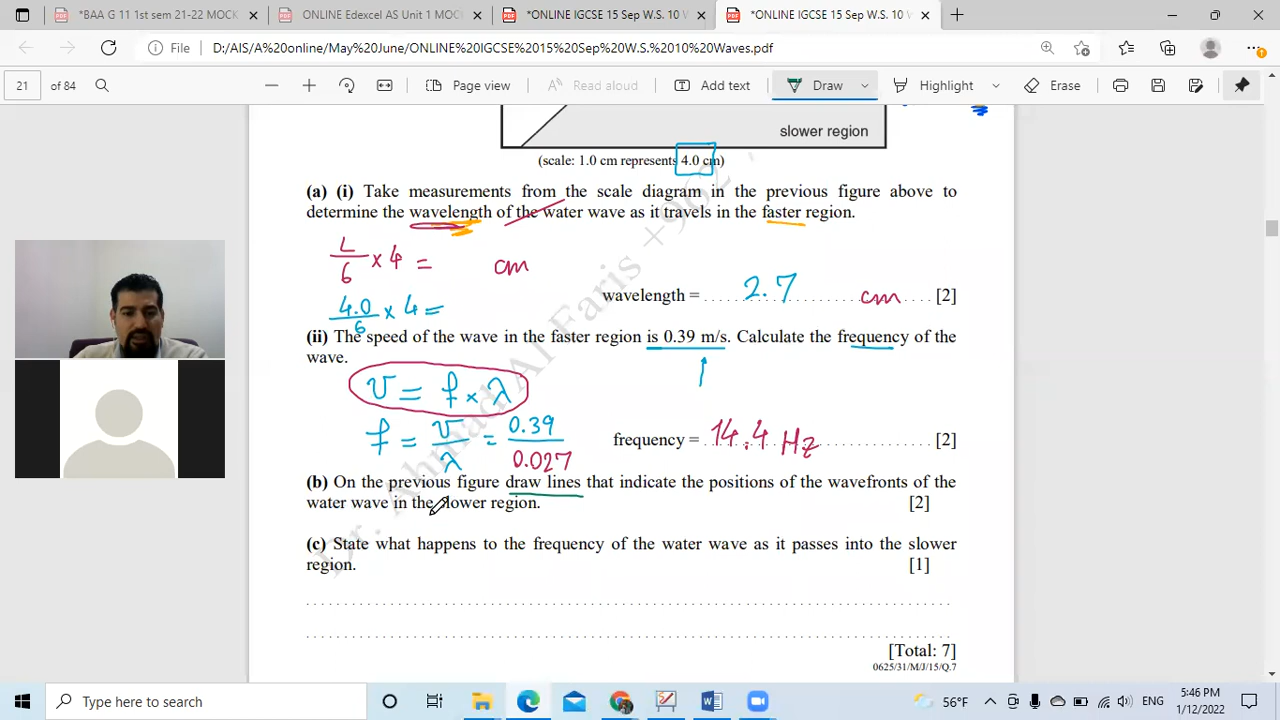 *BAA G 11 1st sem 21-22 MOCK
ONLINE Edexcel AS Unit 1 MOC
*ONLINE IGCSE 15 Sep W.S. 10 W
*ONLINE IGCSE 15 Sep W.S. 10 W
File
D:/AIS/A%20online/May%20June/ONLINE%20IGCSE%2015%20Sep%20W.S.%2010%20Waves.pdf
21 of 84
Page view
Read aloud
Add text
Draw
Highlight
Erase
slower region
(scale: 1.0 cm represents 4.0 cm)
(a) (i) Take measurements from the scale diagram in the previous figure above to
determine the wavelength of the water wave as it travels in the faster region.
L/6 × 4 = cm
4.0/6 × 4 =
wavelength = 2.7 cm [2]
(ii) The speed of the wave in the faster region is 0.39 m/s. Calculate the frequency of the
wave.
v = f × λ
f = v/λ = 0.39/0.027
frequency = 14.4 Hz [2]
(b) On the previous figure draw lines that indicate the positions of the wavefronts of the
water wave in the slower region. [2]
(c) State what happens to the frequency of the water wave as it passes into the slower
region. [1]
[Total: 7]
0625/31/M/J/15/Q.7
Dr. Ahmad Al Faris +962
Type here to search
56°F
ENG
5:46 PM
1/12/2022